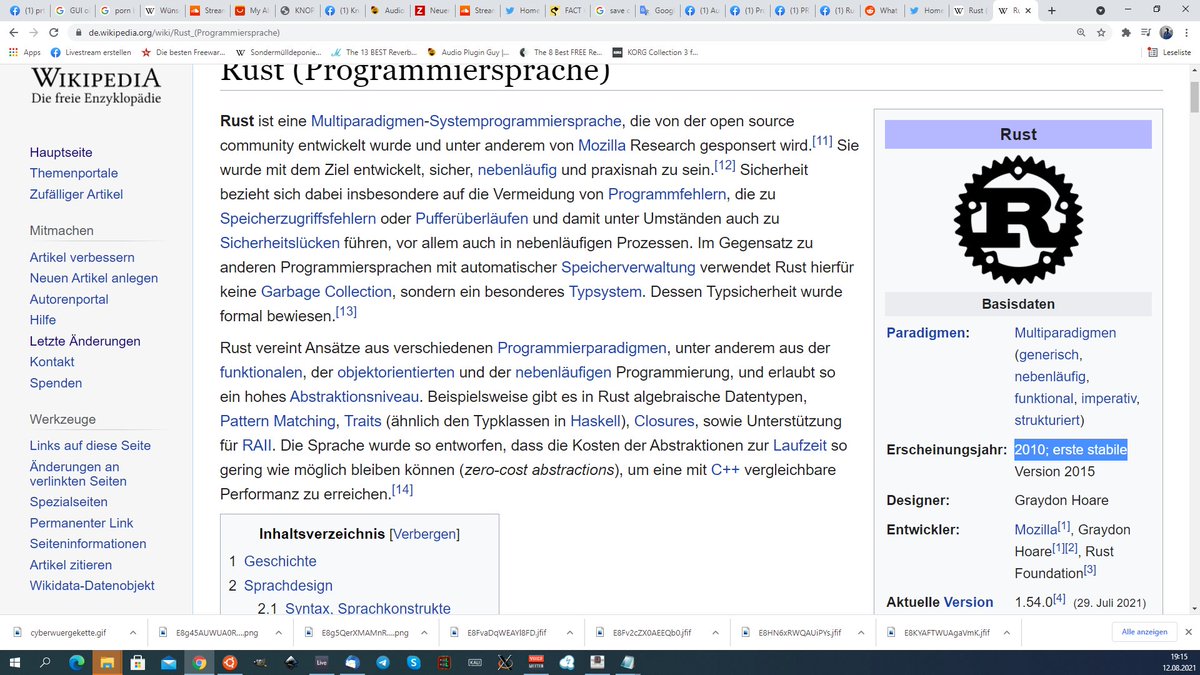 (1) pri
GUI o
porn
Wüns
Stream
My Al
KNOF
(1) Kn
Audio
Neues
Stream
Home
FACT
save c
Goog
(1) Au
(1) Pr
(1) PR
(1) Ru
What
Home
Rust (
Ru
de.wikipedia.org/wiki/Rust_(Programmiersprache)
Apps
Livestream erstellen
Die besten Freewar...
Sondermülldeponie...
The 13 BEST Reverb...
Audio Plugin Guy |...
The 8 Best FREE Re...
KORG Collection 3 f...
Leseliste
WIKIPEDIA
Die freie Enzyklopädie
Hauptseite
Themenportale
Zufälliger Artikel
Mitmachen
Artikel verbessern
Neuen Artikel anlegen
Autorenportal
Hilfe
Letzte Änderungen
Kontakt
Spenden
Werkzeuge
Links auf diese Seite
Änderungen an
verlinkten Seiten
Spezialseiten
Permanenter Link
Seiteninformationen
Artikel zitieren
Wikidata-Datenobjekt
Rust (Programmiersprache)
Rust ist eine Multiparadigmen-Systemprogrammiersprache, die von der open source
community entwickelt wurde und unter anderem von Mozilla Research gesponsert wird.[11] Sie
wurde mit dem Ziel entwickelt, sicher, nebenläufig und praxisnah zu sein.[12] Sicherheit
bezieht sich dabei insbesondere auf die Vermeidung von Programmfehlern, die zu
Speicherzugriffsfehlern oder Pufferüberläufen und damit unter Umständen auch zu
Sicherheitslücken führen, vor allem auch in nebenläufigen Prozessen. Im Gegensatz zu
anderen Programmiersprachen mit automatischer Speicherverwaltung verwendet Rust hierfür
keine Garbage Collection, sondern ein besonderes Typsystem. Dessen Typsicherheit wurde
formal bewiesen.[13]
Rust vereint Ansätze aus verschiedenen Programmierparadigmen, unter anderem aus der
funktionalen, der objektorientierten und der nebenläufigen Programmierung, und erlaubt so
ein hohes Abstraktionsniveau. Beispielsweise gibt es in Rust algebraische Datentypen,
Pattern Matching, Traits (ähnlich den Typklassen in Haskell), Closures, sowie Unterstützung
für RAII. Die Sprache wurde so entworfen, dass die Kosten der Abstraktionen zur Laufzeit so
gering wie möglich bleiben können (zero-cost abstractions), um eine mit C++ vergleichbare
Performanz zu erreichen.[14]
Inhaltsverzeichnis [Verbergen]
1 Geschichte
2 Sprachdesign
2.1 Syntax, Sprachkonstrukte
Rust
R
Basisdaten
Paradigmen: Multiparadigmen
(generisch,
nebenläufig,
funktional, imperativ,
strukturiert)
Erscheinungsjahr: 2010; erste stabile
Version 2015
Designer: Graydon Hoare
Entwickler: Mozilla[1], Graydon
Hoare[1][2], Rust
Foundation[3]
Aktuelle Version 1.54.0[4] (29. Juli 2021)
cyberwuergekette.gif
E8g45AUWUA0R....png
E8g5QerXMAMnR....png
E8FvaDqWEAYl8FD.jfif
E8Fv2cZX0AEEQb0.jfif
E8HN6xRWQAUiPYs.jfif
E8KYAFTWUAgaVmK.jfif
Alle anzeigen
Live
19:15
12.08.2021